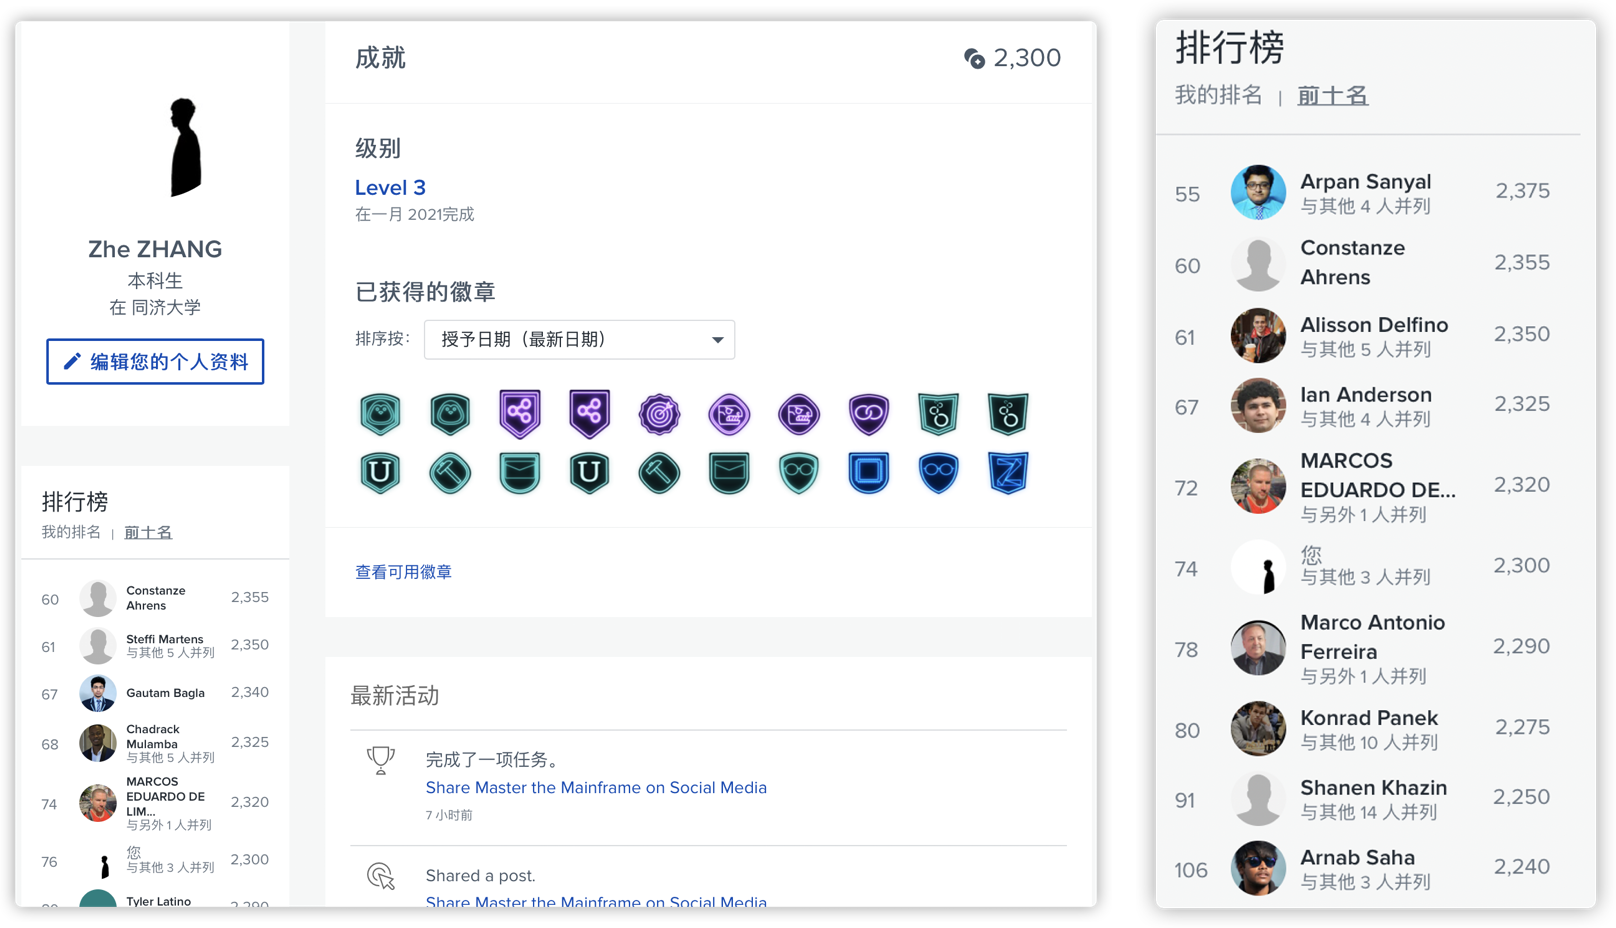 Zhe ZHANG
本科生
在 同济大学
编辑您的个人资料
排行榜
我的排名 | 前十名
60 Constanze Ahrens 2,355
61 Steffi Martens 2,350
与其他 5 人并列
67 Gautam Bagla 2,340
68 Chadrack Mulamba 2,325
与其他 5 人并列
74 MARCOS EDUARDO DE LIM... 2,320
与另外 1 人并列
76 您 2,300
与其他 3 人并列
Tyler Latino 2,290
成就
2,300
级别
Level 3
在一月 2021完成
已获得的徽章
排序按:
授予日期（最新日期）
U
U
Z
查看可用徽章
最新活动
完成了一项任务。
Share Master the Mainframe on Social Media
7 小时前
Shared a post.
Share Master the Mainframe on Social Media
排行榜
我的排名 | 前十名
55 Arpan Sanyal 2,375
与其他 4 人并列
60 Constanze Ahrens 2,355
61 Alisson Delfino 2,350
与其他 5 人并列
67 Ian Anderson 2,325
与其他 4 人并列
72 MARCOS EDUARDO DE... 2,320
与另外 1 人并列
74 您 2,300
与其他 3 人并列
78 Marco Antonio Ferreira 2,290
与另外 1 人并列
80 Konrad Panek 2,275
与其他 10 人并列
91 Shanen Khazin 2,250
与其他 14 人并列
106 Arnab Saha 2,240
与其他 3 人并列